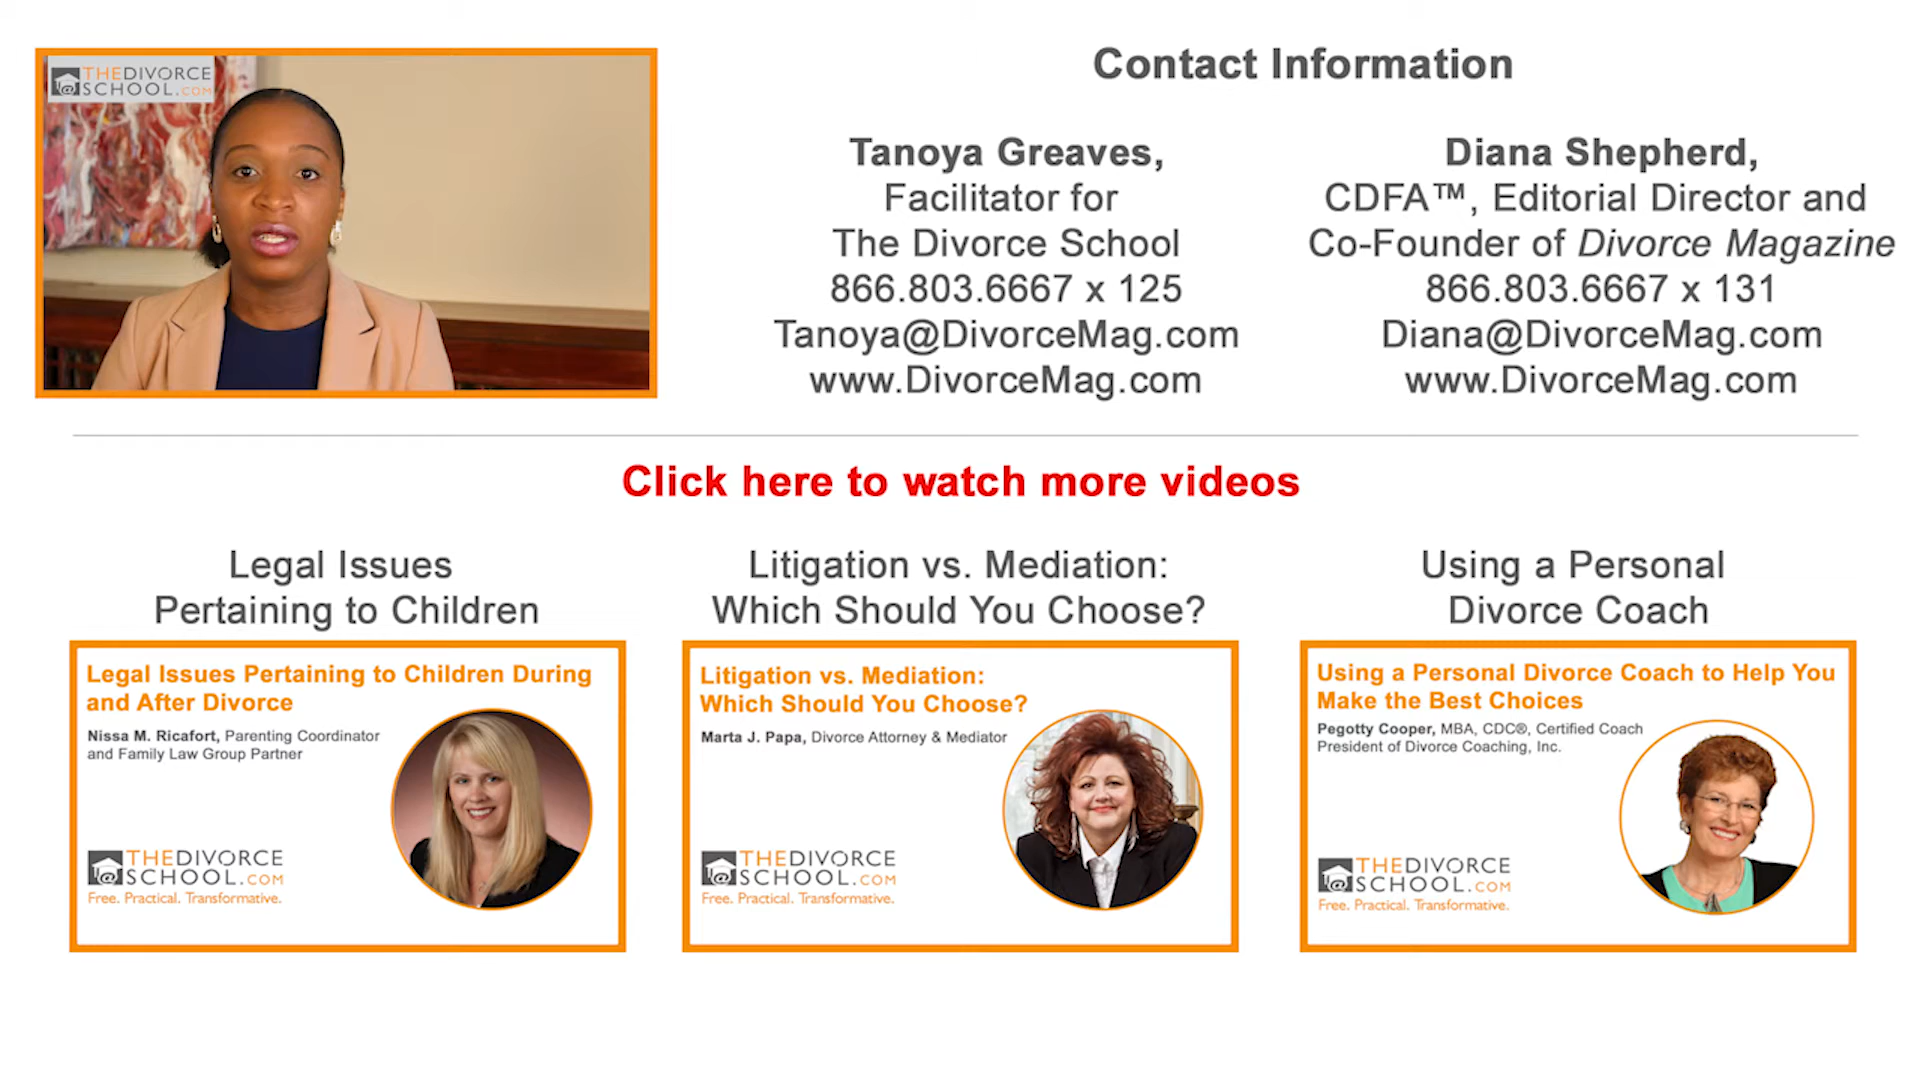 THEDIVORCE
@SCHOOL.COM
Contact Information
Tanoya Greaves,
Facilitator for
The Divorce School
866.803.6667 x 125
Tanoya@DivorceMag.com
www.DivorceMag.com
Diana Shepherd,
CDFA™, Editorial Director and
Co-Founder of Divorce Magazine
866.803.6667 x 131
Diana@DivorceMag.com
www.DivorceMag.com
Click here to watch more videos
Legal Issues
Pertaining to Children
Legal Issues Pertaining to Children During
and After Divorce
Nissa M. Ricafort, Parenting Coordinator
and Family Law Group Partner
THEDIVORCE
@SCHOOL.COM
Free. Practical. Transformative.
Litigation vs. Mediation:
Which Should You Choose?
Litigation vs. Mediation:
Which Should You Choose?
Marta J. Papa, Divorce Attorney & Mediator
THEDIVORCE
@SCHOOL.COM
Free. Practical. Transformative.
Using a Personal
Divorce Coach
Using a Personal Divorce Coach to Help You
Make the Best Choices
Pegotty Cooper, MBA, CDC®, Certified Coach
President of Divorce Coaching, Inc.
THEDIVORCE
@SCHOOL.COM
Free. Practical. Transformative.